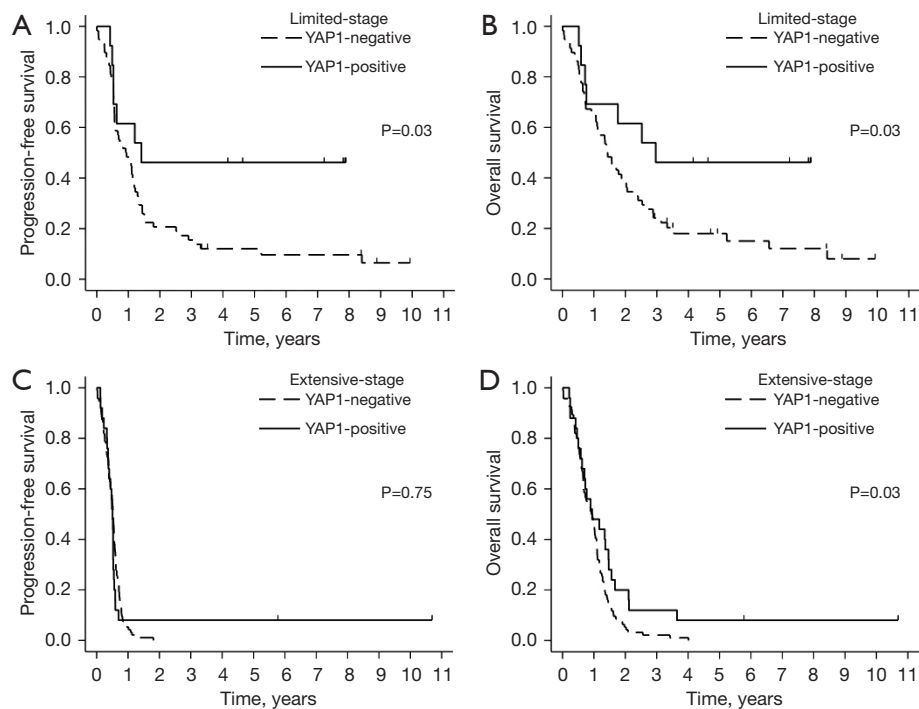 A
Limited-stage
YAP1-negative
YAP1-positive
P=0.03
Progression-free survival
1.0
0.8
0.6
0.4
0.2
0.0
0 1 2 3 4 5 6 7 8 9 10 11
Time, years
B
Limited-stage
YAP1-negative
YAP1-positive
P=0.03
Overall survival
1.0
0.8
0.6
0.4
0.2
0.0
0 1 2 3 4 5 6 7 8 9 10 11
Time, years
C
Extensive-stage
YAP1-negative
YAP1-positive
P=0.75
Progression-free survival
1.0
0.8
0.6
0.4
0.2
0.0
0 1 2 3 4 5 6 7 8 9 10 11
Time, years
D
Extensive-stage
YAP1-negative
YAP1-positive
P=0.03
Overall survival
1.0
0.8
0.6
0.4
0.2
0.0
0 1 2 3 4 5 6 7 8 9 10 11
Time, years